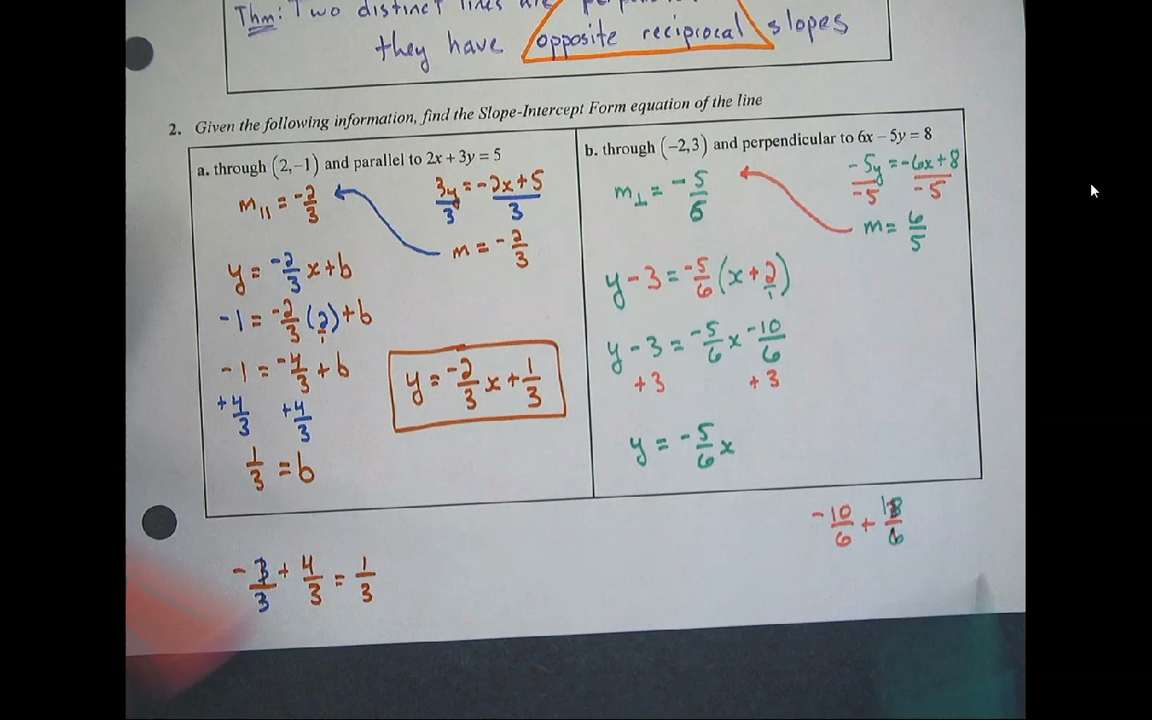 Thm: Two distinct lines are
they have opposite reciprocal slopes
2. Given the following information, find the Slope-Intercept Form equation of the line
a. through (2,-1) and parallel to 2x + 3y = 5
m∥ = -2/3
3y/3 = -2x+5/3
m = -2/3
y = -2/3 x + b
-1 = -2/3 (2/1) + b
-1 = -4/3 + b
+4/3 +4/3
1/3 = b
y = -2/3 x + 1/3
-3/3 + 4/3 = 1/3
b. through (-2,3) and perpendicular to 6x - 5y = 8
-5y/-5 = -6x+8/-5
m⊥ = -5/6
m = 6/5
y - 3 = -5/6 (x + 2/1)
y - 3 = -5/6 x -10/6
+3 +3
y = -5/6 x
-10/6 + 18/6